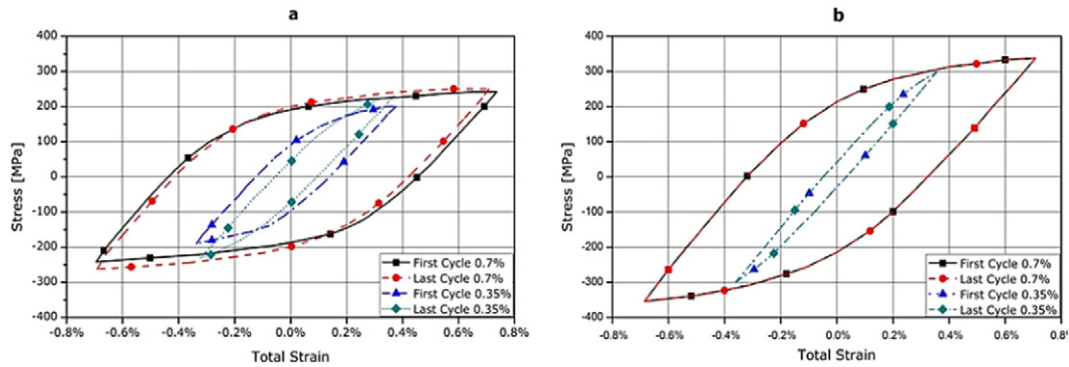 a
400
300
200
100
0
-100
-200
-300
-400
Stress [MPa]
-0.8% -0.6% -0.4% -0.2% 0.0% 0.2% 0.4% 0.6% 0.8%
Total Strain
First Cycle 0.7%
Last Cycle 0.7%
First Cycle 0.35%
Last Cycle 0.35%
b
400
300
200
100
0
-100
-200
-300
-400
Stress [MPa]
-0.8% -0.6% -0.4% -0.2% 0.0% 0.2% 0.4% 0.6% 0.8%
Total Strain
First Cycle 0.7%
Last Cycle 0.7%
First Cycle 0.35%
Last Cycle 0.35%